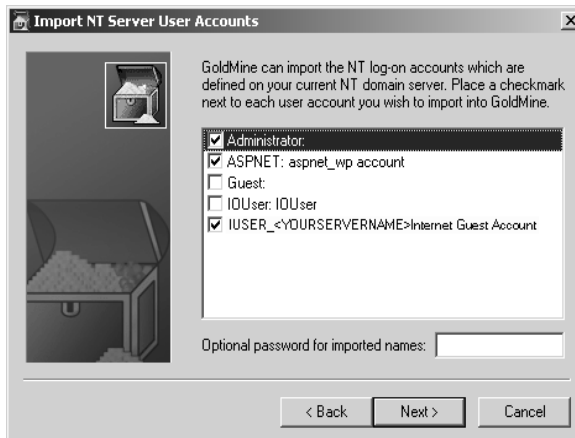 Import NT Server User Accounts
GoldMine can import the NT log-on accounts which are
defined on your current NT domain server. Place a checkmark
next to each user account you wish to import into GoldMine.
Administrator:
ASPNET: aspnet_wp account
Guest:
IOUser: IOUser
IUSER_<YOURSERVERNAME>Internet Guest Account
Optional password for imported names:
< Back
Next >
Cancel